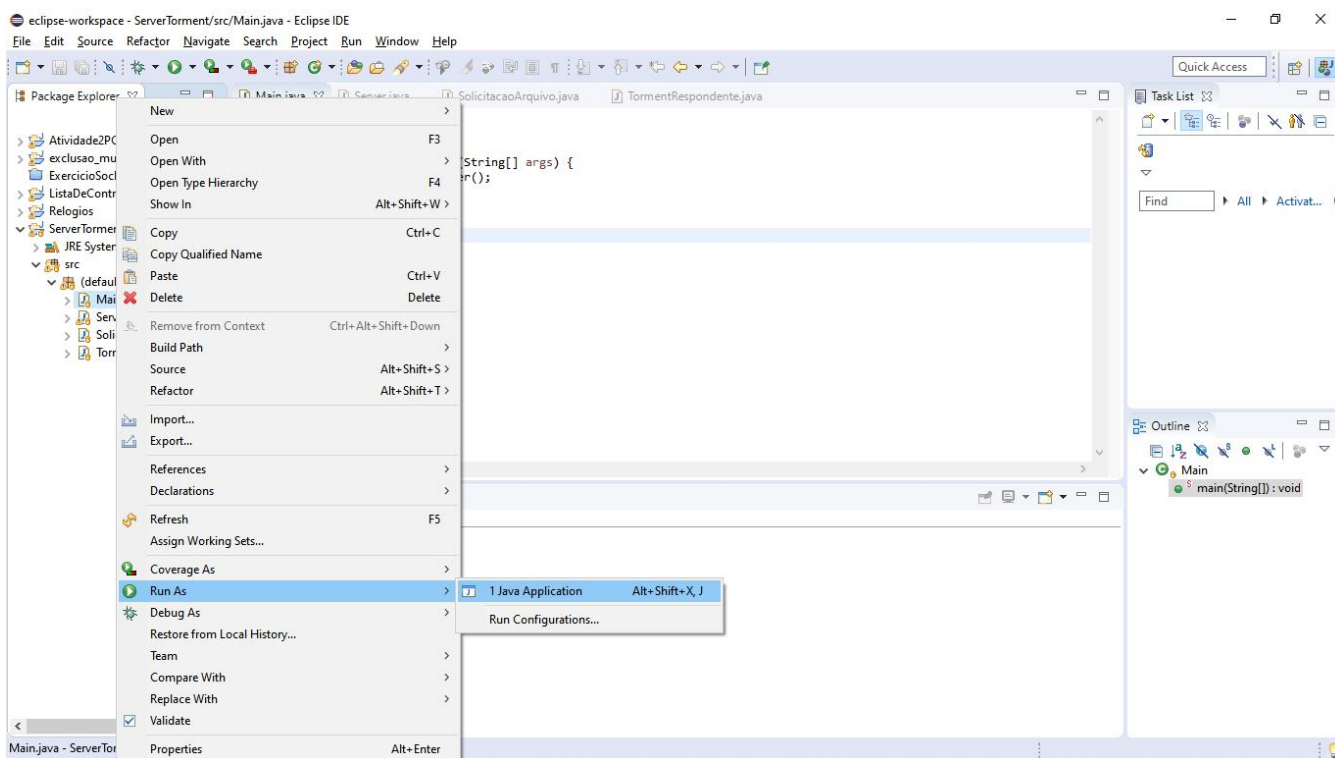 eclipse-workspace - ServerTorment/src/Main.java - Eclipse IDE
File Edit Source Refactor Navigate Search Project Run Window Help
Quick Access
Package Explorer
Main.java
Server.java
SolicitacaoArquivo.java
TormentRespondente.java
Atividade2PC
exclusao_mu
ExercicioSocl
ListaDeContr
Relogios
ServerTormer
JRE System
src
(defaul
Mai
Serv
Soli
Torr
(String[] args) {
er();
New
Open F3
Open With
Open Type Hierarchy F4
Show In Alt+Shift+W
Copy Ctrl+C
Copy Qualified Name
Paste Ctrl+V
Delete Delete
Remove from Context Ctrl+Alt+Shift+Down
Build Path
Source Alt+Shift+S
Refactor Alt+Shift+T
Import...
Export...
References
Declarations
Refresh F5
Assign Working Sets...
Coverage As
Run As
Debug As
Restore from Local History...
Team
Compare With
Replace With
Validate
Properties Alt+Enter
1 Java Application Alt+Shift+X, J
Run Configurations...
Task List
Find
All
Activat...
Outline
Main
main(String[]) : void
Main.java - ServerTor